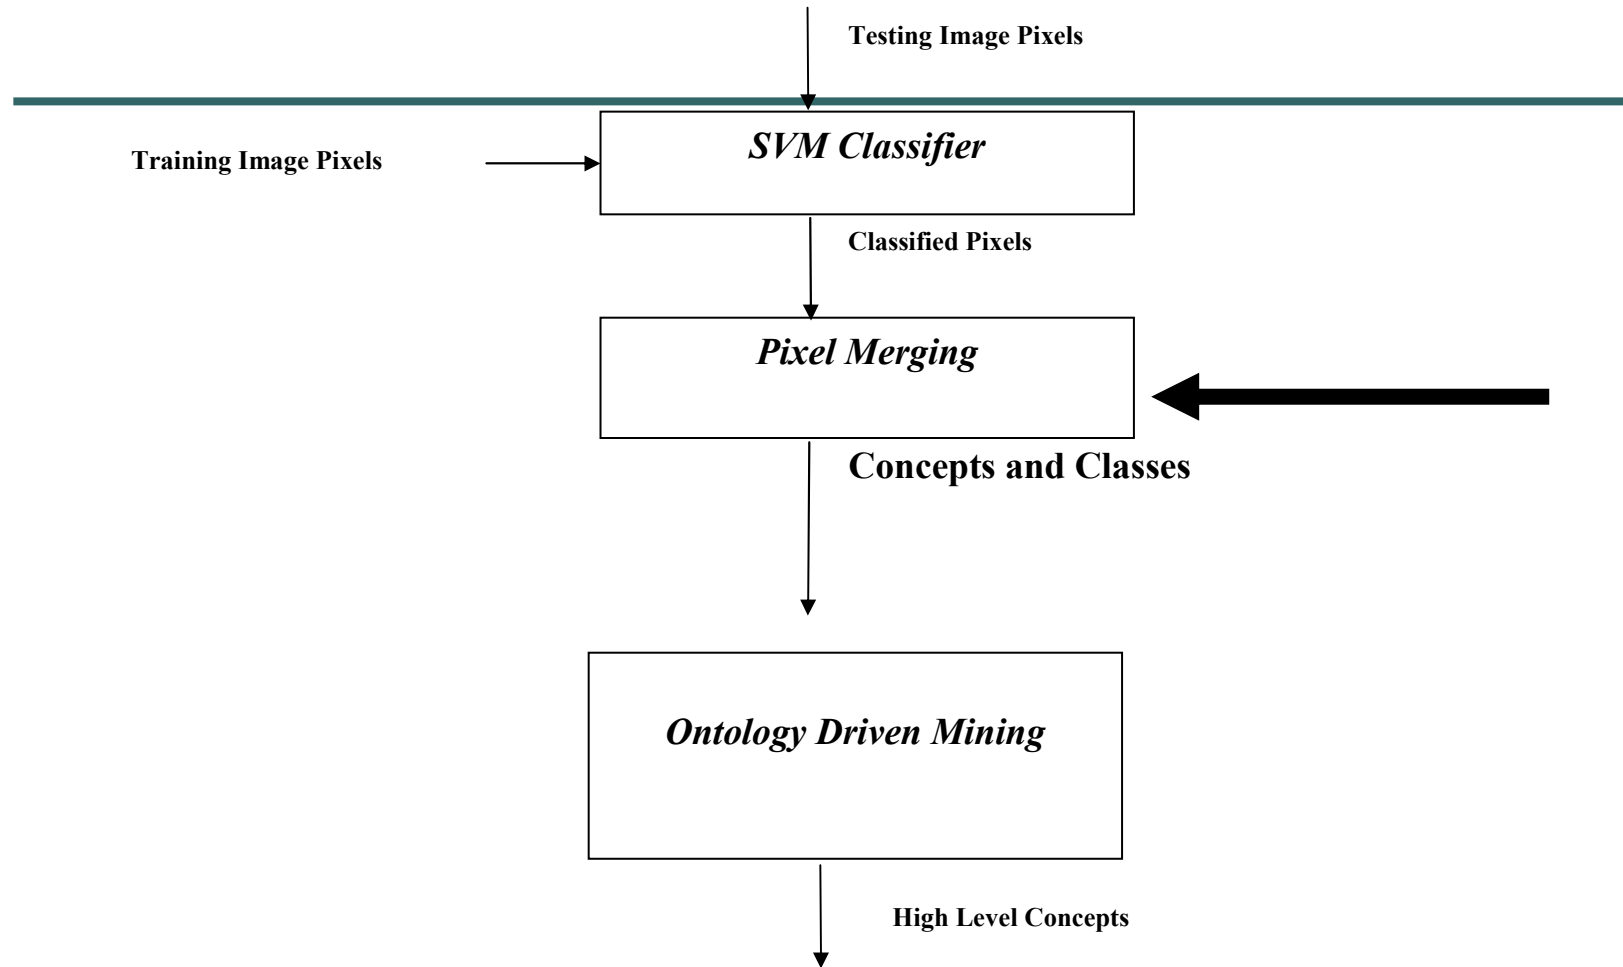 Testing Image Pixels
SVM Classifier
Training Image Pixels
Classified Pixels
Pixel Merging
Concepts and Classes
Ontology Driven Mining
High Level Concepts